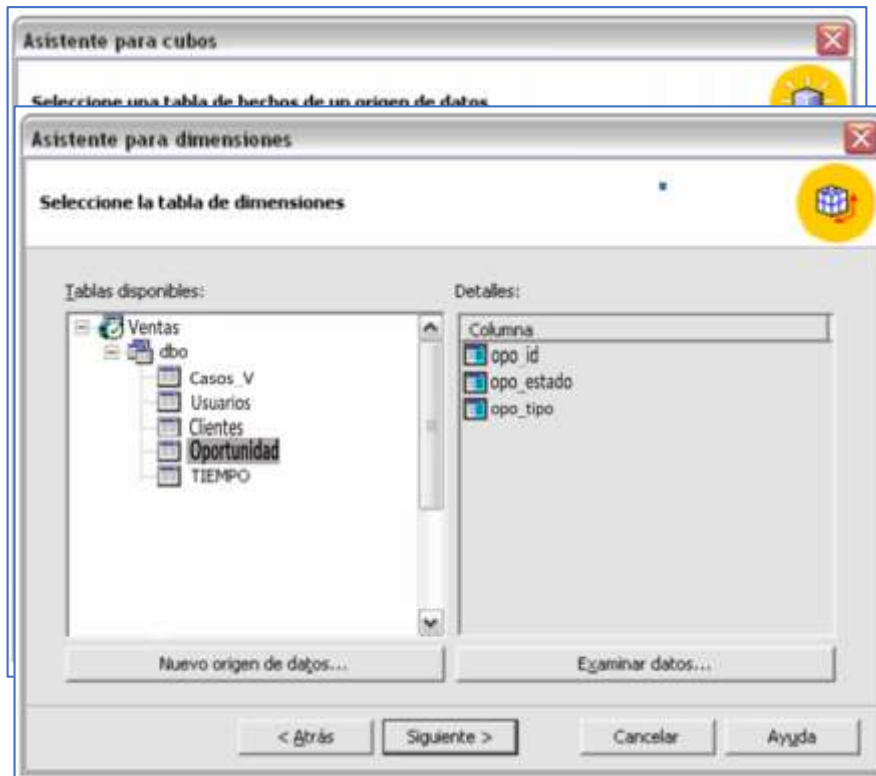 Asistente para cubos
Seleccione una tabla de hechos de un origen de datos
Asistente para dimensiones
Seleccione la tabla de dimensiones
Tablas disponibles:
Detalles:
Ventas
dbo
Casos_V
Usuarios
Clientes
Oportunidad
TIEMPO
Columna
opo_id
opo_estado
opo_tipo
Nuevo origen de datos...
Examinar datos...
< Atrás
Siguiente >
Cancelar
Ayuda